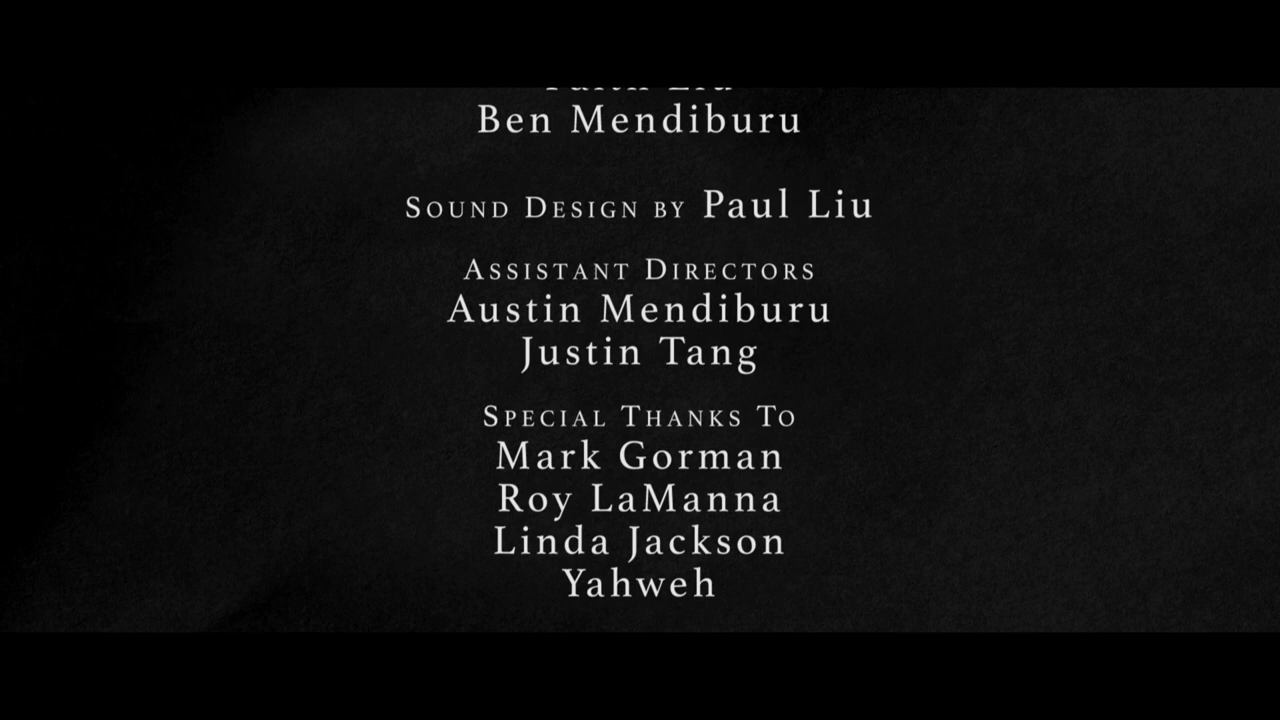 Ben Mendiburu
Sound Design by Paul Liu
Assistant Directors
Austin Mendiburu
Justin Tang
Special Thanks To
Mark Gorman
Roy LaManna
Linda Jackson
Yahweh